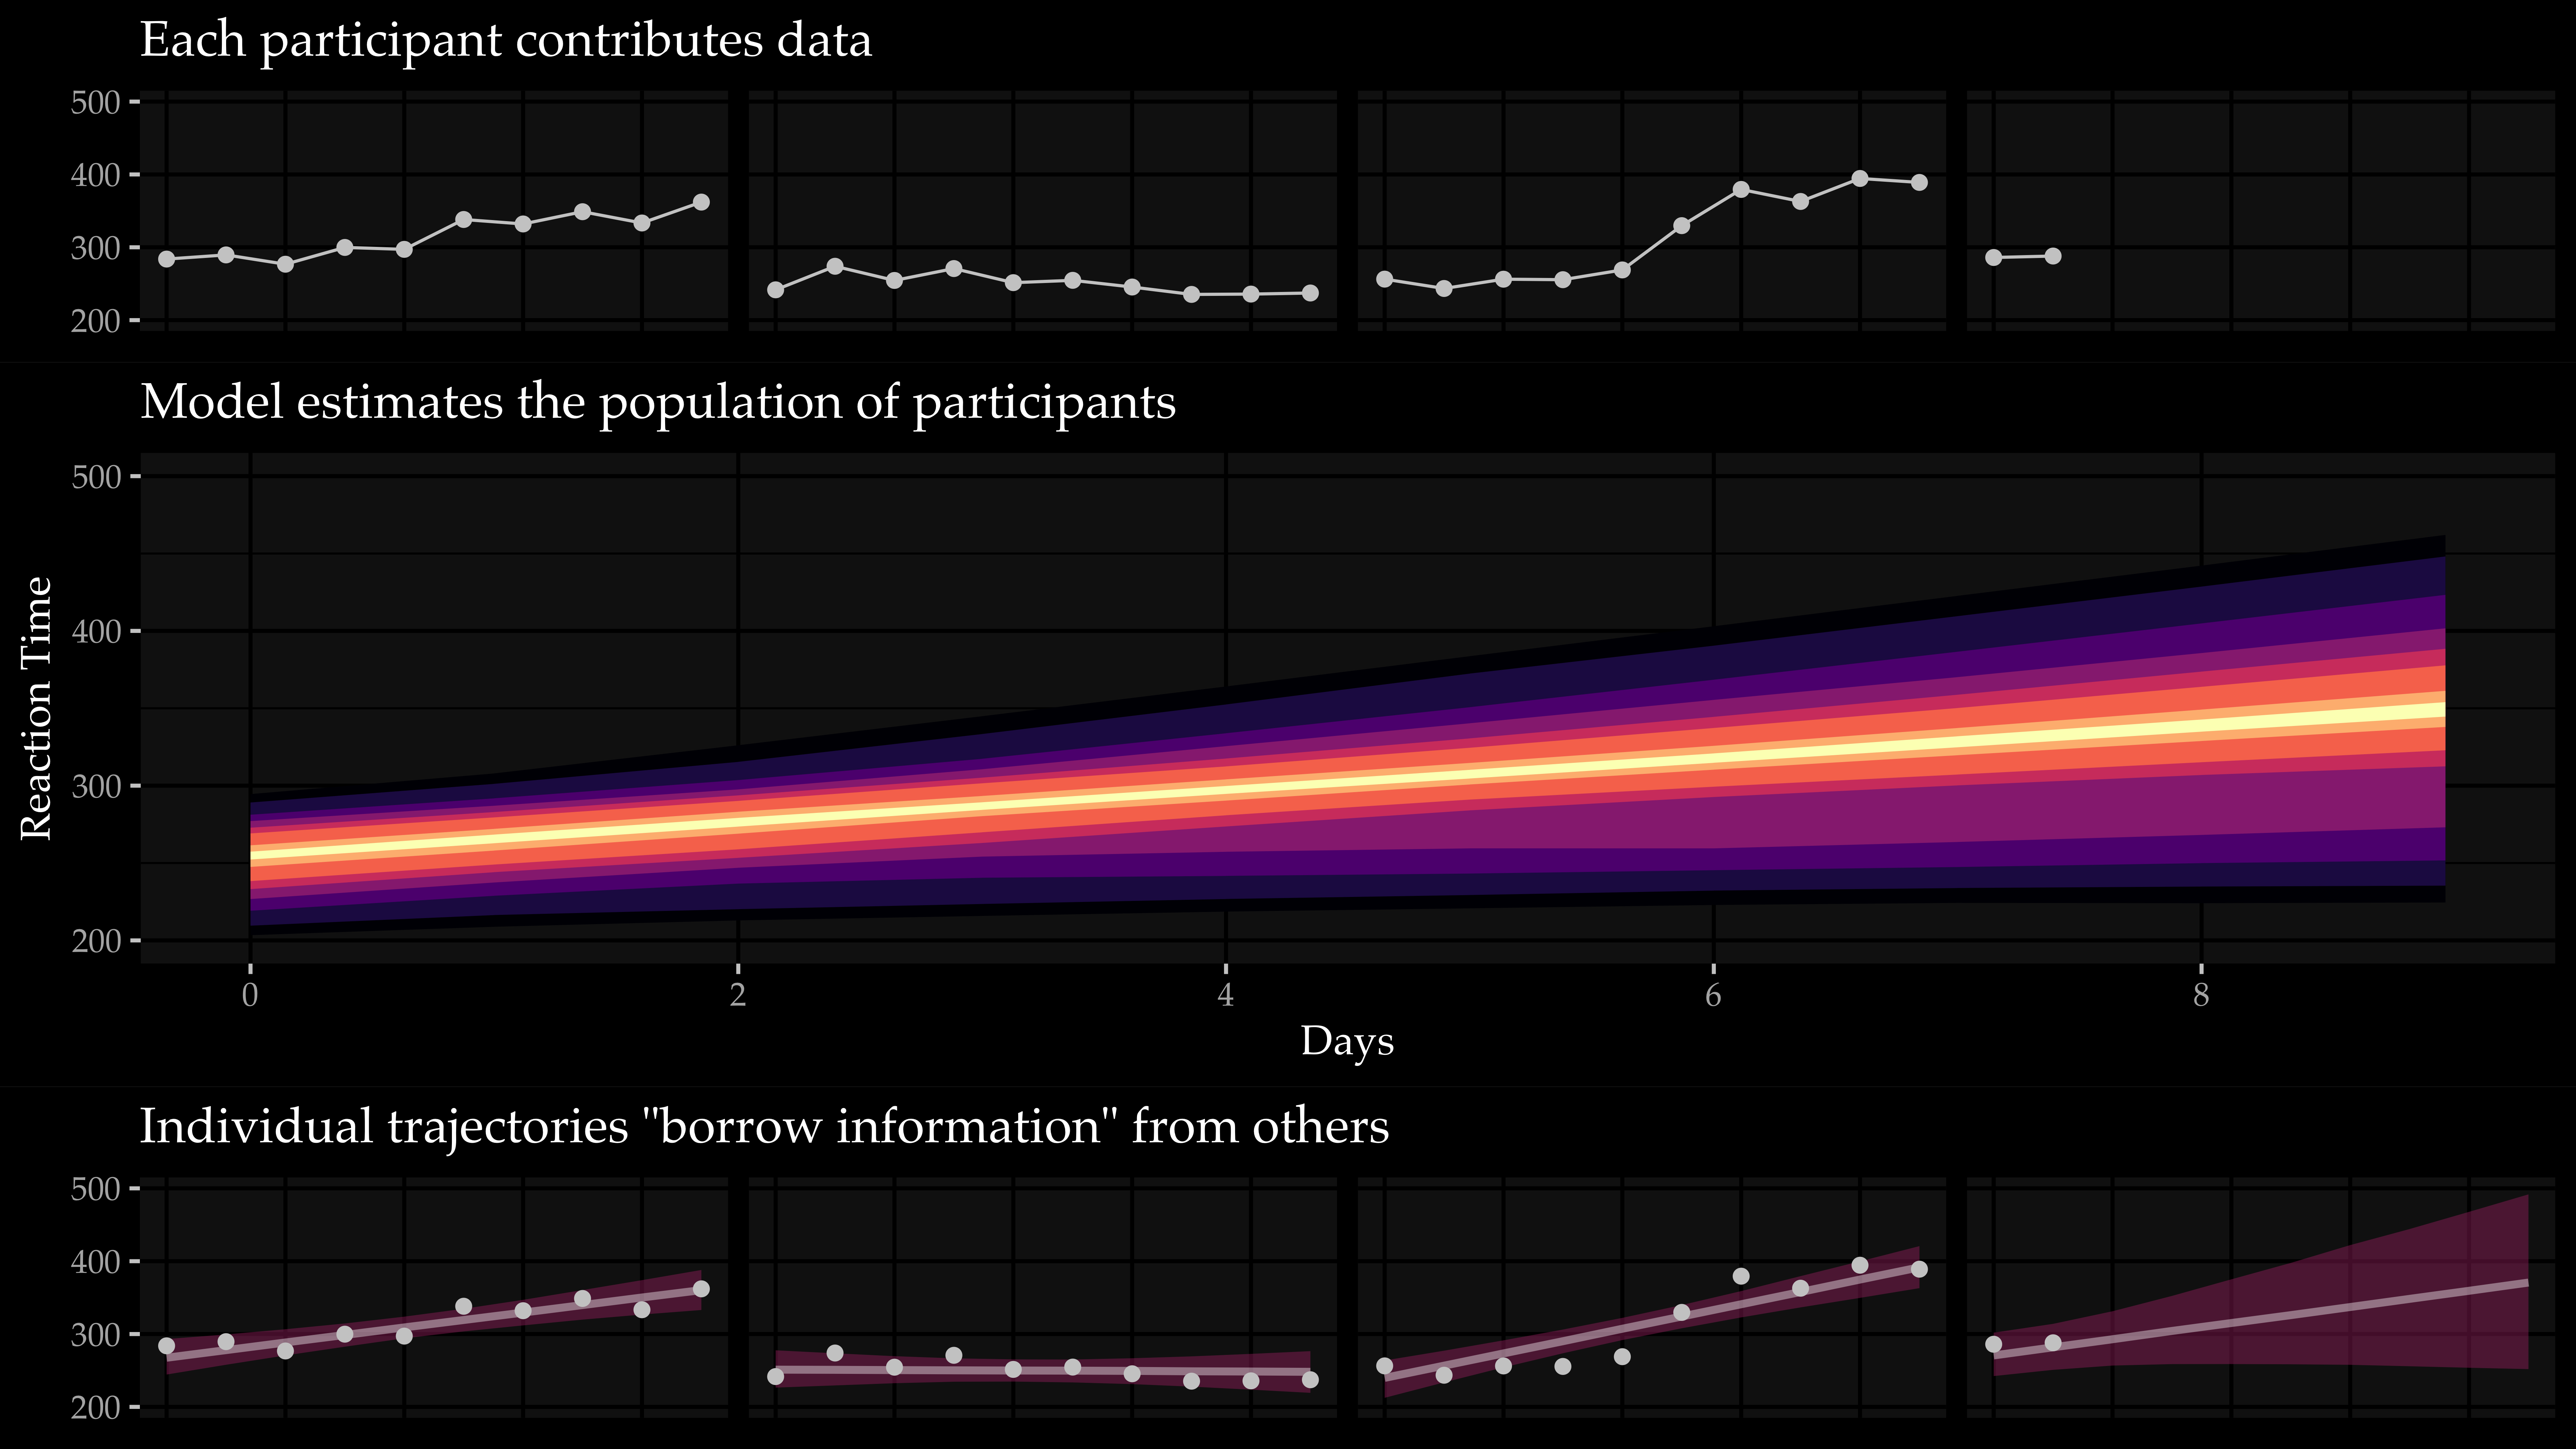 Each participant contributes data
500
400
300
200
Model estimates the population of participants
Reaction Time
500
400
300
200
0 2 4 6 8
Days
Individual trajectories "borrow information" from others
500
400
300
200